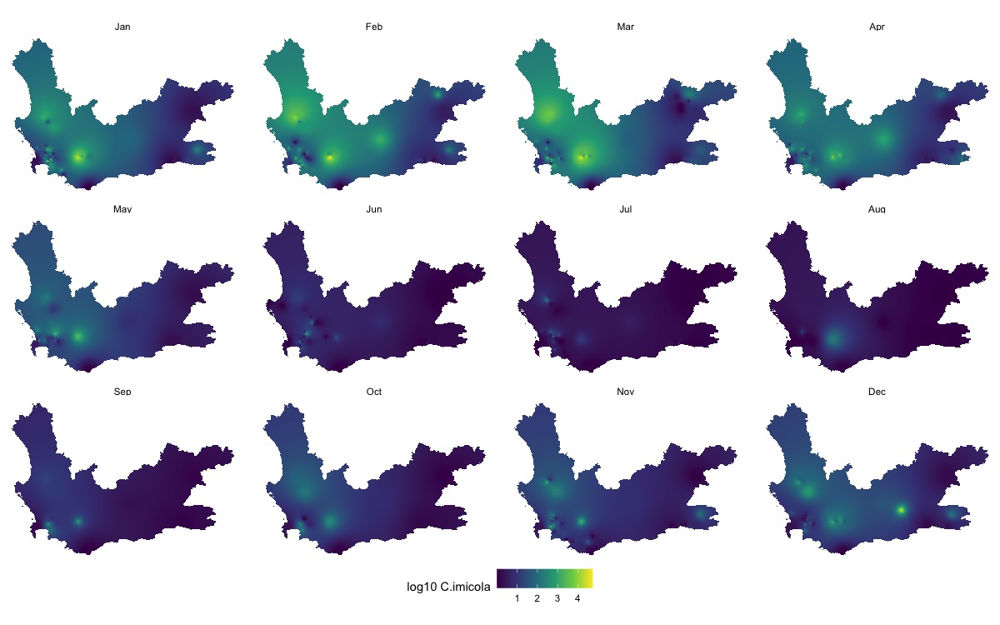 Jan Feb Mar Apr
May Jun Jul Aug
Sep Oct Nov Dec
log10 C.imicola
1 2 3 4